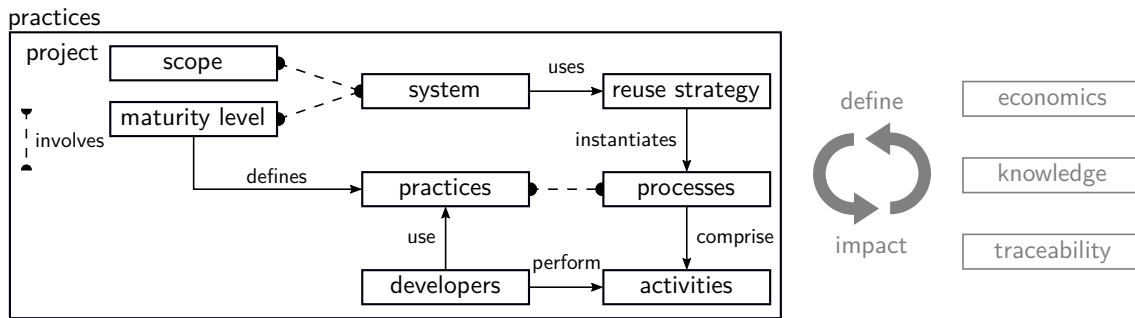 practices
project
scope
maturity level
involves
system
uses
reuse strategy
instantiates
defines
practices
processes
use
comprise
developers
perform
activities
define
impact
economics
knowledge
traceability